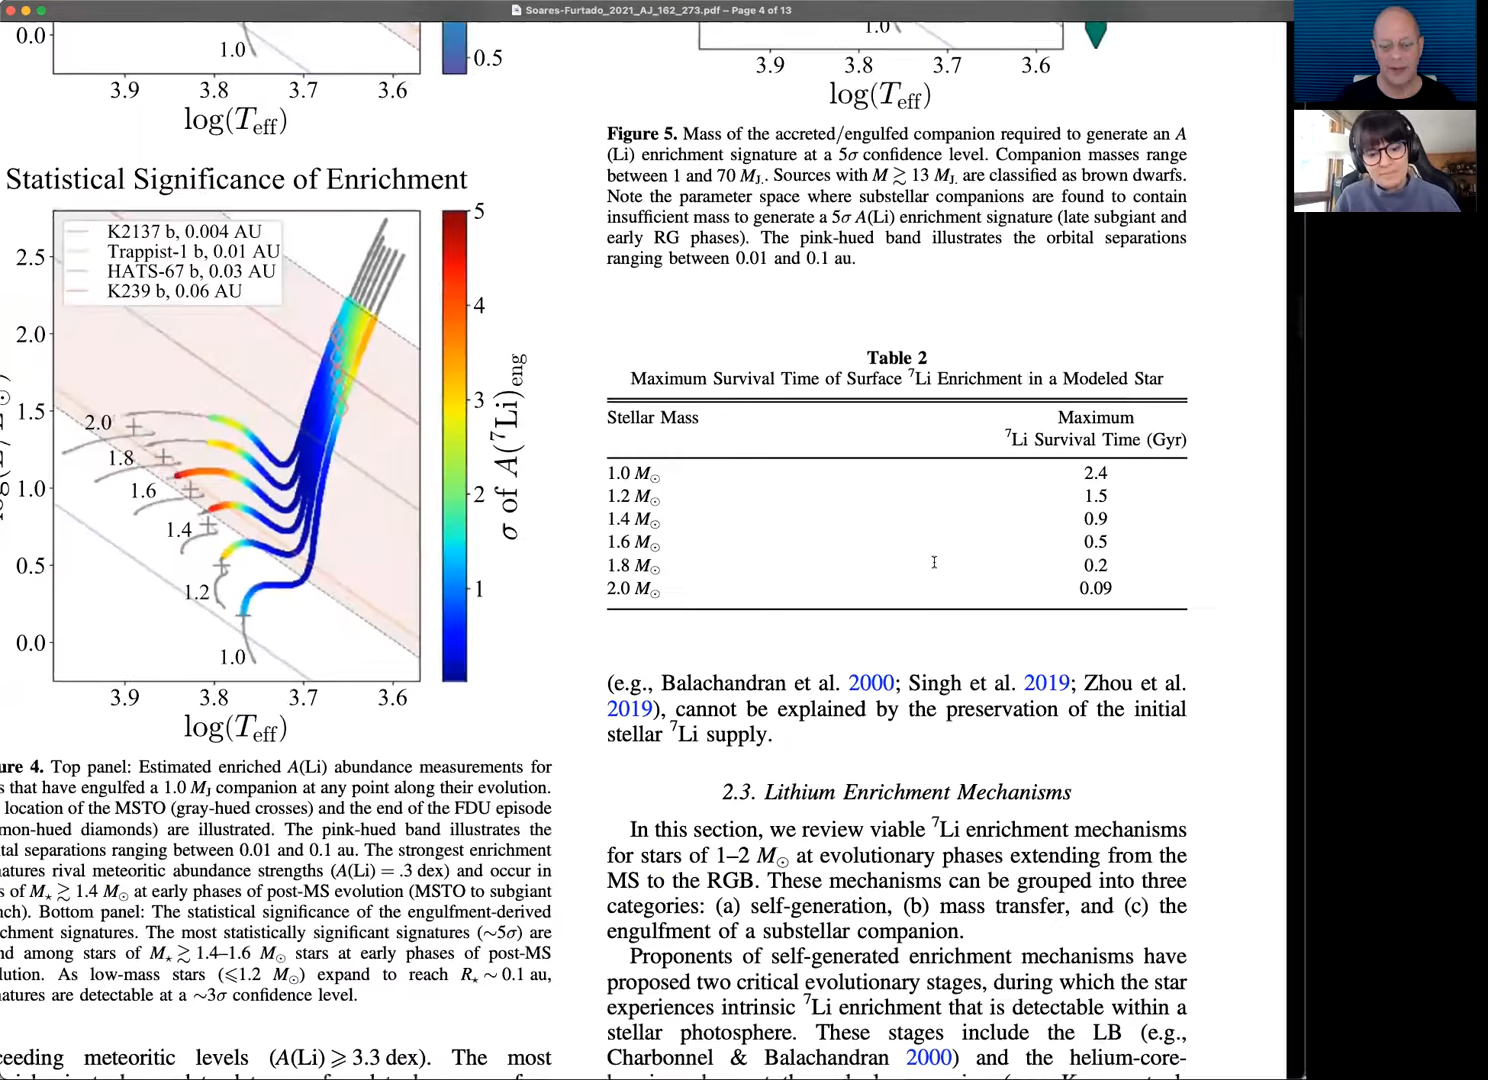 Soares-Furtado_2021_AJ_162_273.pdf – Page 4 of 13
0.0
1.0
0.5
3.9 3.8 3.7 3.6
log(Teff)
Statistical Significance of Enrichment
K2137 b, 0.004 AU
Trappist-1 b, 0.01 AU
HATS-67 b, 0.03 AU
K239 b, 0.06 AU
2.5
2.0
1.5
1.0
0.5
0.0
2.0
1.8
1.6
1.4
1.2
1.0
5
4
3
2
1
σ of A(⁷Li)eng
3.9 3.8 3.7 3.6
log(Teff)
ure 4. Top panel: Estimated enriched A(Li) abundance measurements for
s that have engulfed a 1.0 MJ companion at any point along their evolution.
location of the MSTO (gray-hued crosses) and the end of the FDU episode
mon-hued diamonds) are illustrated. The pink-hued band illustrates the
tal separations ranging between 0.01 and 0.1 au. The strongest enrichment
natures rival meteoritic abundance strengths (A(Li) = .3 dex) and occur in
s of M⋆ ≳ 1.4 M⊙ at early phases of post-MS evolution (MSTO to subgiant
nch). Bottom panel: The statistical significance of the engulfment-derived
chment signatures. The most statistically significant signatures (∼5σ) are
nd among stars of M⋆ ≳ 1.4–1.6 M⊙ stars at early phases of post-MS
lution. As low-mass stars (⩽1.2 M⊙) expand to reach R⋆ ∼ 0.1 au,
natures are detectable at a ∼3σ confidence level.
ceeding meteoritic levels (A(Li) ⩾ 3.3 dex). The most
1.0
3.9 3.8 3.7 3.6
log(Teff)
Figure 5. Mass of the accreted/engulfed companion required to generate an A
(Li) enrichment signature at a 5σ confidence level. Companion masses range
between 1 and 70 MJ. Sources with M ≳ 13 MJ are classified as brown dwarfs.
Note the parameter space where substellar companions are found to contain
insufficient mass to generate a 5σ A(Li) enrichment signature (late subgiant and
early RG phases). The pink-hued band illustrates the orbital separations
ranging between 0.01 and 0.1 au.
Table 2
Maximum Survival Time of Surface ⁷Li Enrichment in a Modeled Star
Stellar Mass Maximum
⁷Li Survival Time (Gyr)
1.0 M⊙ 2.4
1.2 M⊙ 1.5
1.4 M⊙ 0.9
1.6 M⊙ 0.5
1.8 M⊙ 0.2
2.0 M⊙ 0.09
(e.g., Balachandran et al. 2000; Singh et al. 2019; Zhou et al.
2019), cannot be explained by the preservation of the initial
stellar ⁷Li supply.
2.3. Lithium Enrichment Mechanisms
In this section, we review viable ⁷Li enrichment mechanisms
for stars of 1–2 M⊙ at evolutionary phases extending from the
MS to the RGB. These mechanisms can be grouped into three
categories: (a) self-generation, (b) mass transfer, and (c) the
engulfment of a substellar companion.
Proponents of self-generated enrichment mechanisms have
proposed two critical evolutionary stages, during which the star
experiences intrinsic ⁷Li enrichment that is detectable within a
stellar photosphere. These stages include the LB (e.g.,
Charbonnel & Balachandran 2000) and the helium-core-